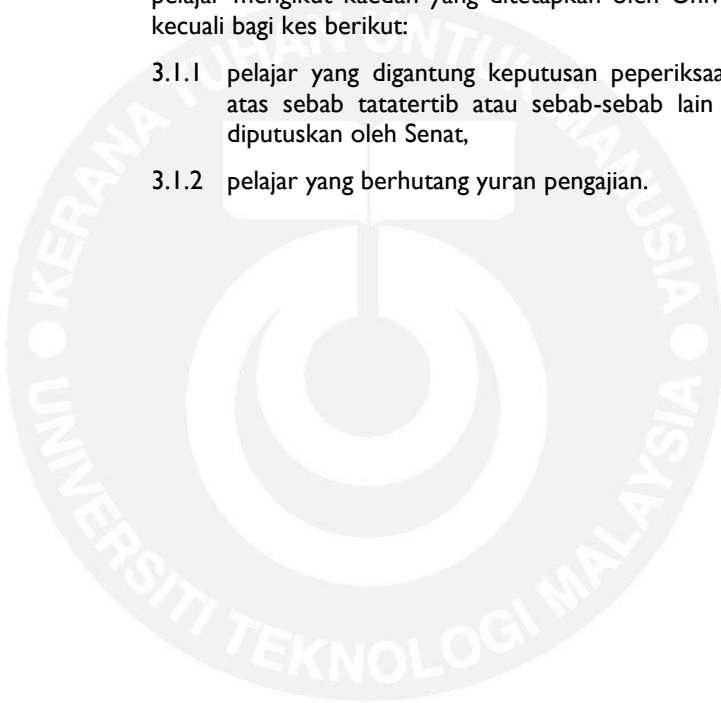 pelajar mengikut kaedah yang ditetapkan oleh
kecuali bagi kes berikut:
3.1.1 pelajar yang digantung keputusan
atas sebab tatatertib atau sebab-sebab lain
diputuskan oleh Senat,
3.1.2 pelajar yang berhutang yuran pengajian.
KERANA TUHAN UNTUK MANUSIA
UNIVERSITI TEKNOLOGI MALAYSIA